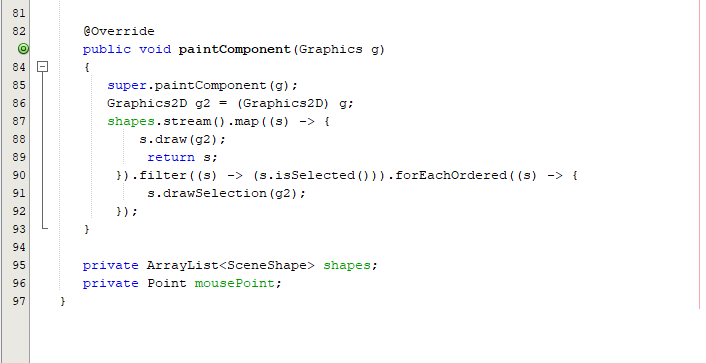 81
82 @Override
public void paintComponent(Graphics g)
84 {
85 super.paintComponent(g);
86 Graphics2D g2 = (Graphics2D) g;
87 shapes.stream().map((s) -> {
88 s.draw(g2);
89 return s;
90 }).filter((s) -> (s.isSelected())).forEachOrdered((s) -> {
91 s.drawSelection(g2);
92 });
93 }
94
95 private ArrayList<SceneShape> shapes;
96 private Point mousePoint;
97 }